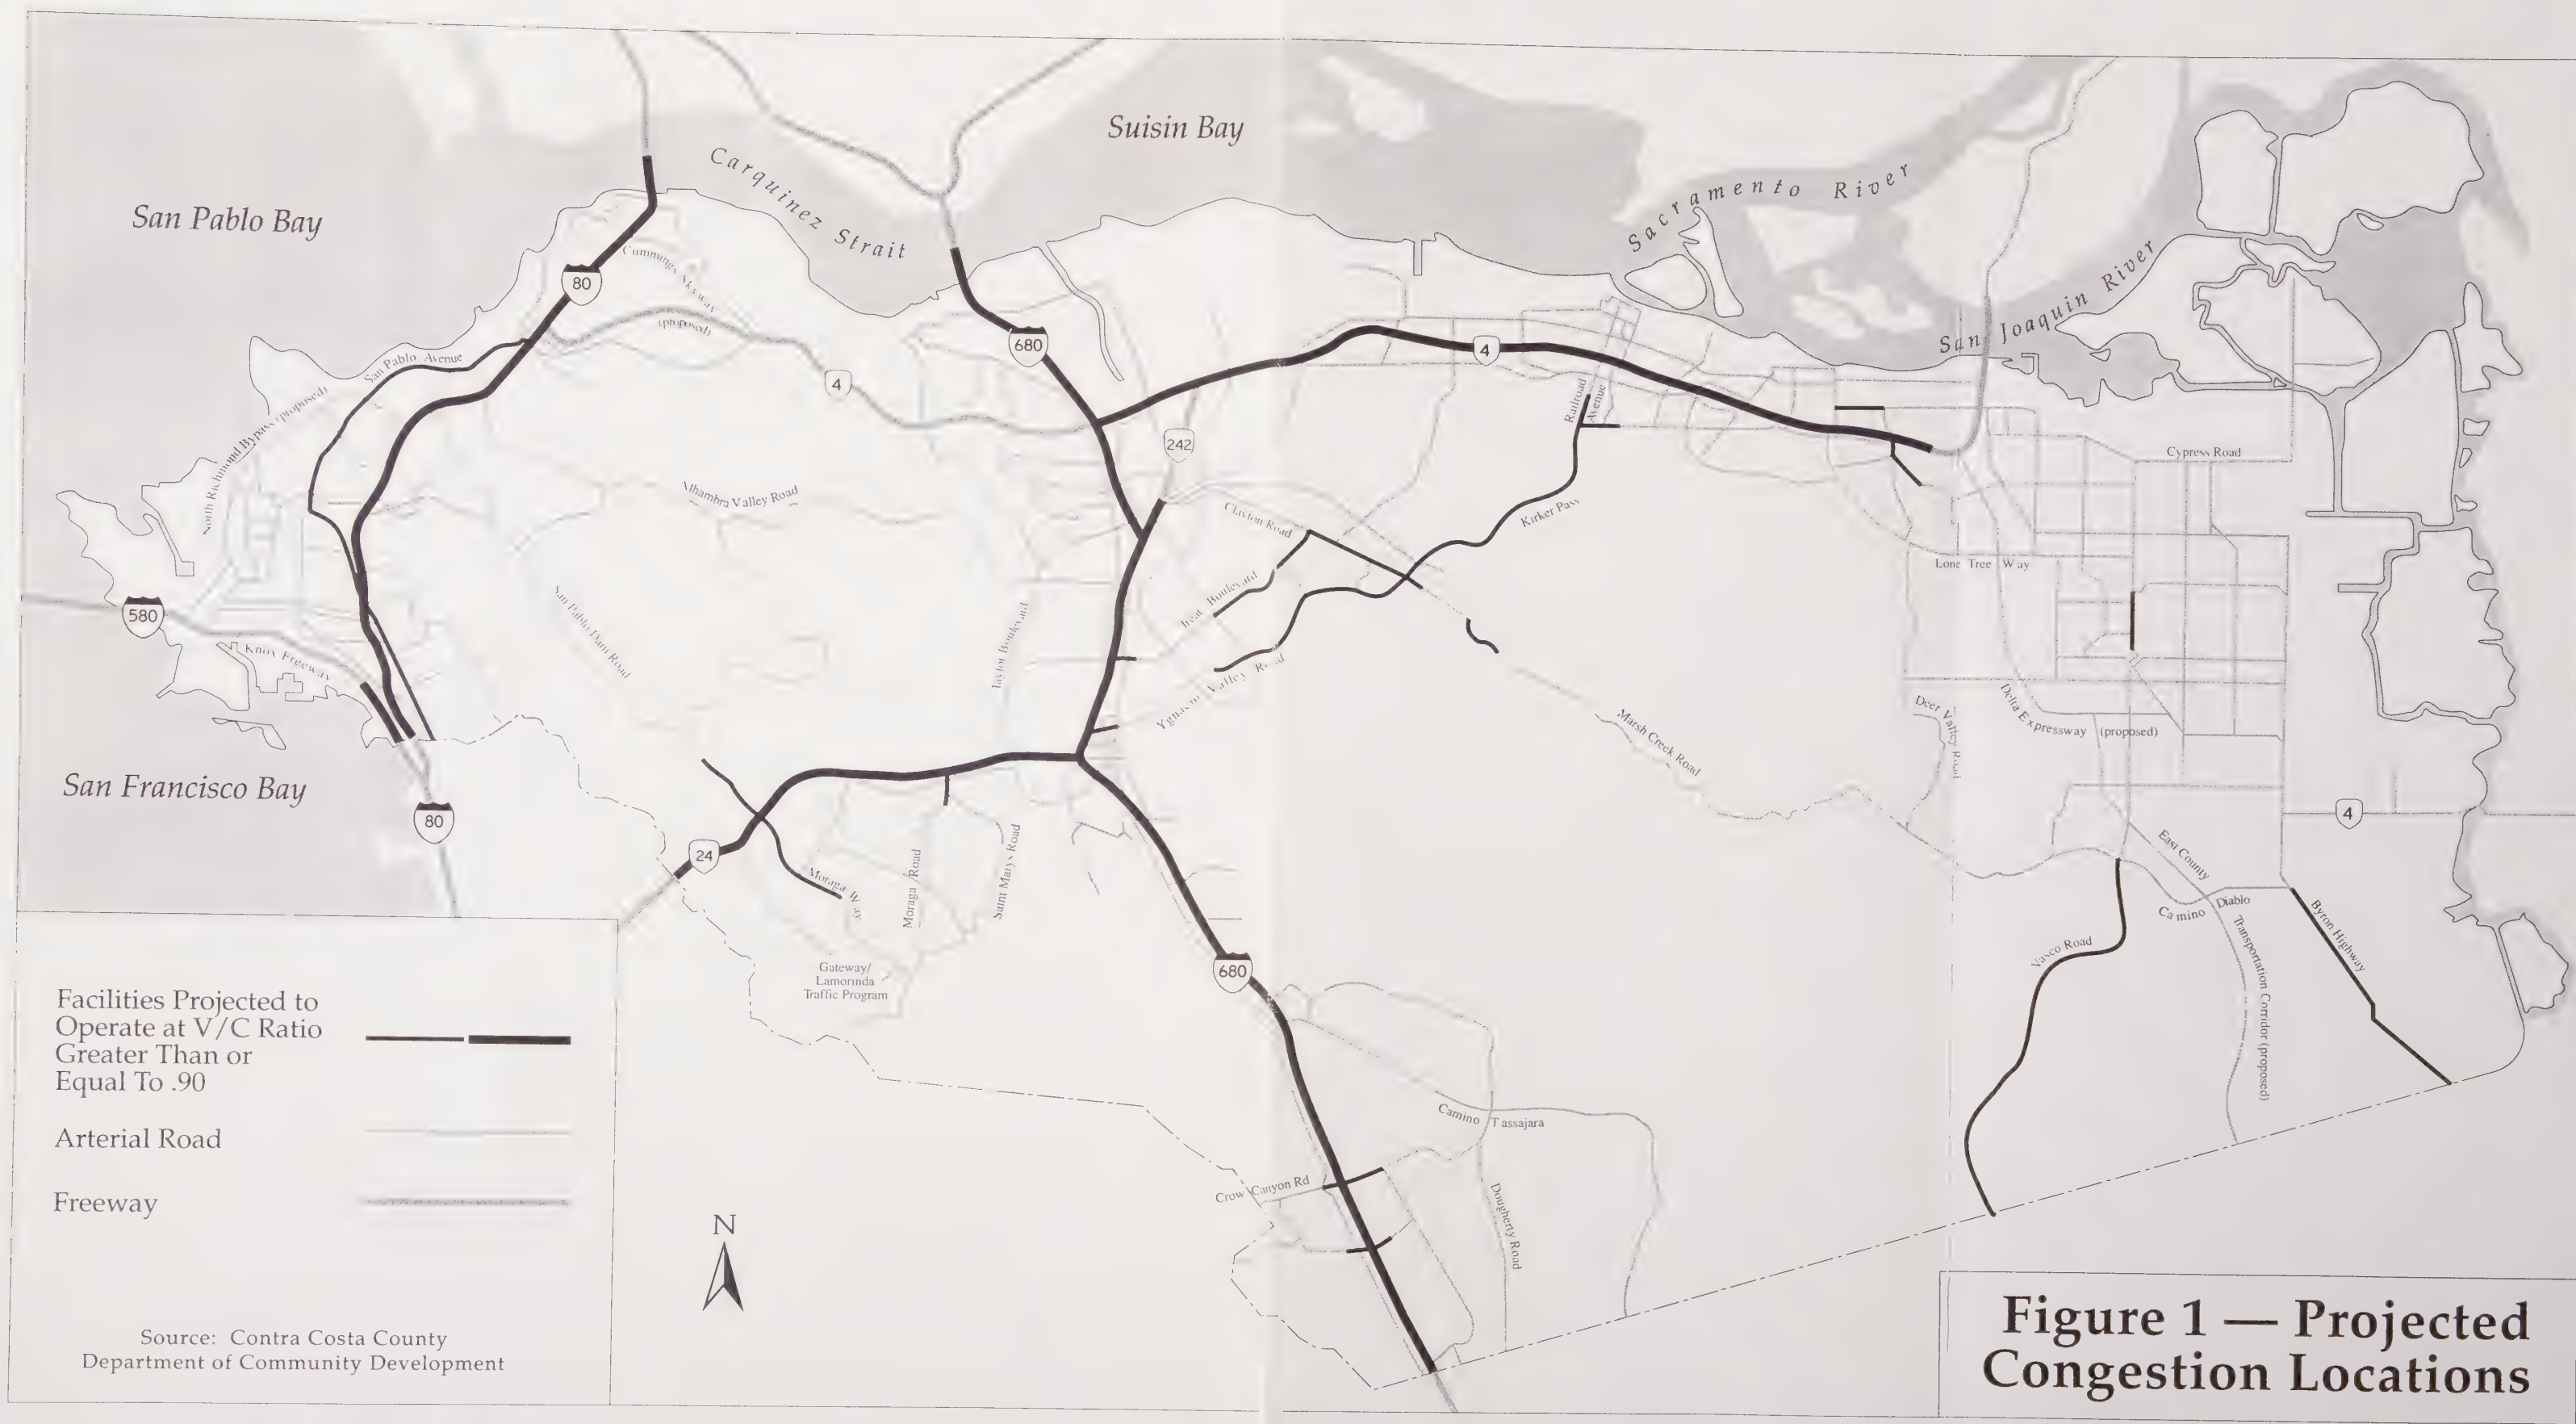 Suisin Bay
Carquinez Strait
Sacramento River
San Pablo Bay
San Joaquin River
80
Cummings Skyway
(proposed)
680
4
4
San Pablo Avenue
North Richmond Bypass (proposed)
Railroad
Avenue
242
Cypress Road
Alhambra Valley Road
Clayton Road
Kirker Pass
Lone Tree Way
580
San Pablo Dam Road
Treat Boulevard
Taylor Boulevard
Knox Freeway
Ygnacio Valley Road
Marsh Creek Road
Deer Valley Road
Delta Expressway (proposed)
San Francisco Bay
80
4
24
East County
Transportation Corridor (proposed)
Moraga Way
Moraga Road
Saint Marys Road
Camino Diablo
Byron Highway
Vasco Road
Gateway/
Lamorinda
Traffic Program
680
Camino Tassajara
Crow Canyon Rd
Dougherty Road
Facilities Projected to
Operate at V/C Ratio
Greater Than or
Equal To .90
Arterial Road
Freeway
N
Source: Contra Costa County
Department of Community Development
Figure 1 — Projected
Congestion Locations